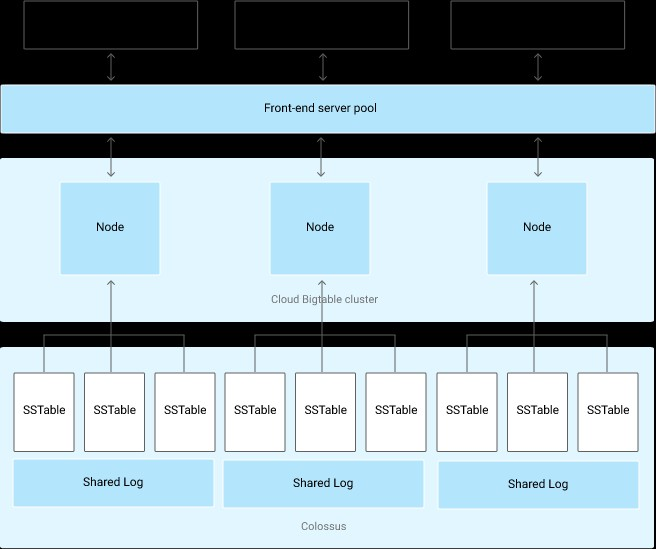 Front-end server pool
Node
Node
Node
Cloud Bigtable cluster
SSTable
SSTable
SSTable
SSTable
SSTable
SSTable
SSTable
SSTable
SSTable
Shared Log
Shared Log
Shared Log
Colossus